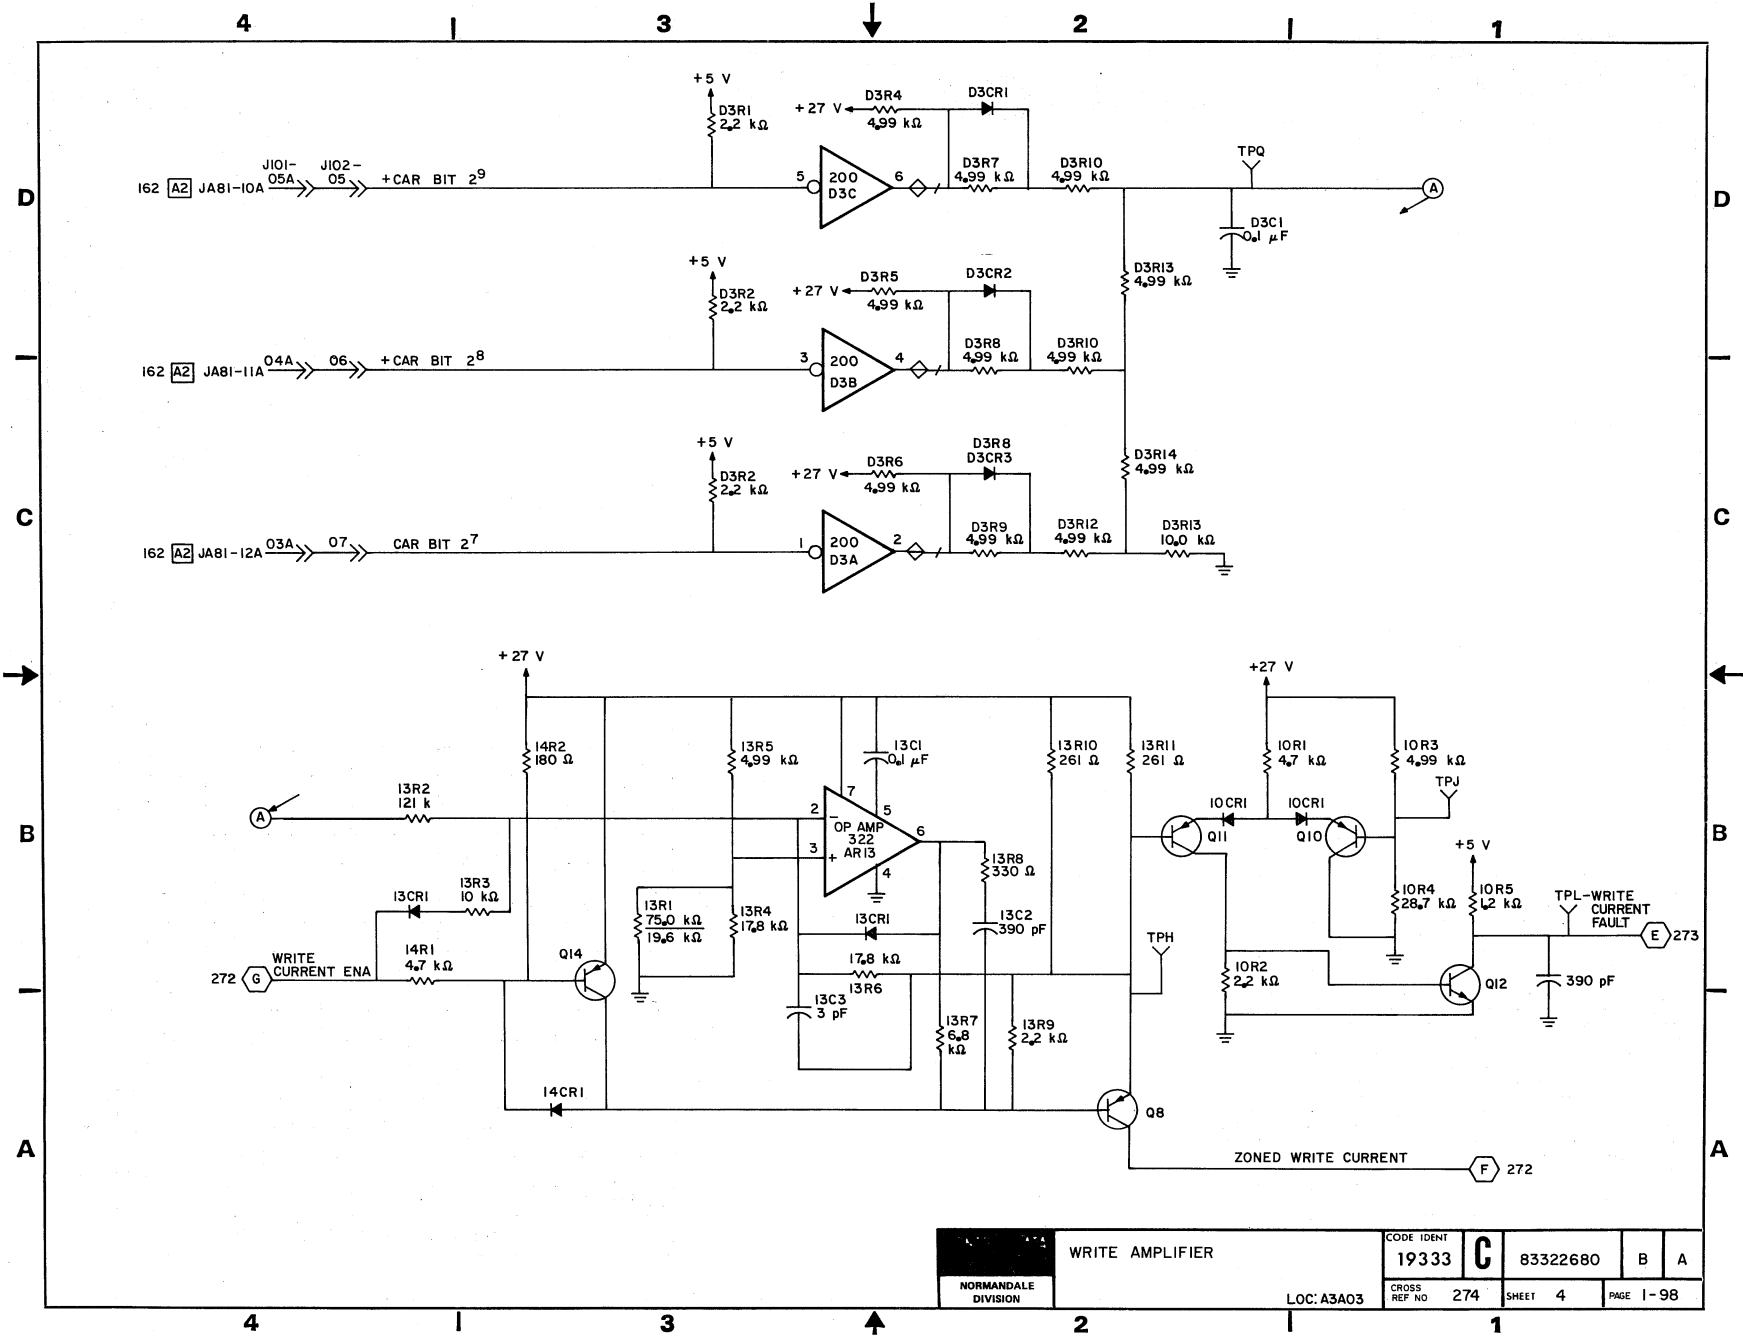 4 3 2 1
D
+5 V
D3R1
2.2 kΩ
+27 V
D3R4
4.99 kΩ
D3CR1
J101-
05A
J102-
05
162 A2 JA81-10A
+CAR BIT 2⁹
5
200
D3C
6
D3R7
4.99 kΩ
D3R10
4.99 kΩ
TPQ
A
D3C1
0.1 µF
D
+5 V
D3R2
2.2 kΩ
+27 V
D3R5
4.99 kΩ
D3CR2
D3R13
4.99 kΩ
162 A2 JA81-11A
04A
06
+CAR BIT 2⁸
3
200
D3B
4
D3R8
4.99 kΩ
D3R10
4.99 kΩ
+5 V
D3R2
2.2 kΩ
+27 V
D3R6
4.99 kΩ
D3R8
D3CR3
D3R14
4.99 kΩ
C
162 A2 JA81-12A
03A
07
CAR BIT 2⁷
1
200
D3A
2
D3R9
4.99 kΩ
D3R12
4.99 kΩ
D3R13
10.0 kΩ
C
+27 V
14R2
180 Ω
13R5
4.99 kΩ
13C1
0.1 µF
13R10
261 Ω
13R11
261 Ω
+27 V
10R1
4.7 kΩ
10R3
4.99 kΩ
TPJ
B
A
13R2
121 k
2
-
7
5
OP AMP
322
AR13
6
3
+
4
13R8
330 Ω
10CR1
10CR1
Q11
Q10
B
+5 V
13CR1
13R3
10 kΩ
13R1
75.0 kΩ
19.6 kΩ
13R4
17.8 kΩ
13CR1
13C2
390 pF
10R4
28.7 kΩ
10R5
1.2 kΩ
TPL-WRITE
CURRENT
FAULT
E 273
272 G
WRITE
CURRENT ENA
14R1
4.7 kΩ
Q14
17.8 kΩ
13R6
TPH
10R2
2.2 kΩ
Q12
390 pF
13C3
3 pF
13R7
6.8
kΩ
13R9
2.2 kΩ
14CR1
Q8
A
ZONED WRITE CURRENT
F 272
A
NORMANDALE
DIVISION
WRITE AMPLIFIER
LOC: A3A03
CODE IDENT
19333
C
83322680
B
A
CROSS
REF NO 274
SHEET 4
PAGE 1-98
4 3 2 1